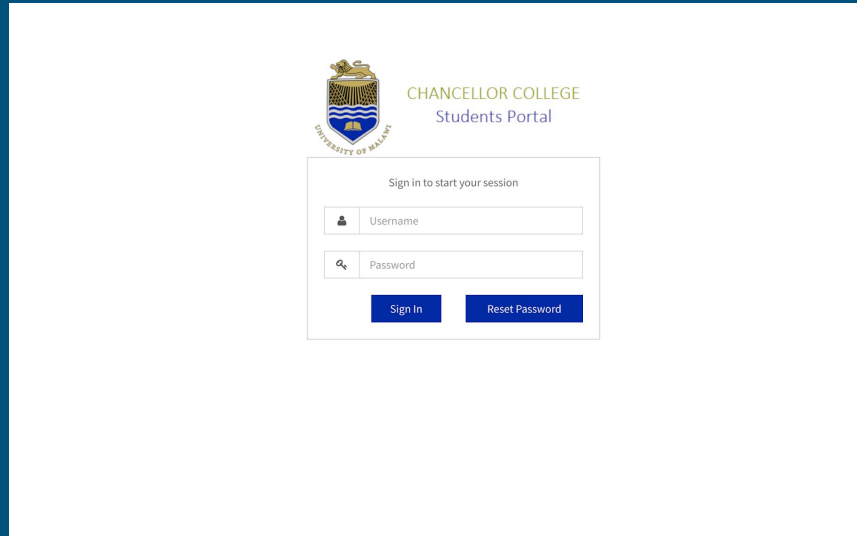 CHANCELLOR COLLEGE
Students Portal
UNIVERSITY OF MALAWI
Sign in to start your session
Username
Password
Sign In
Reset Password